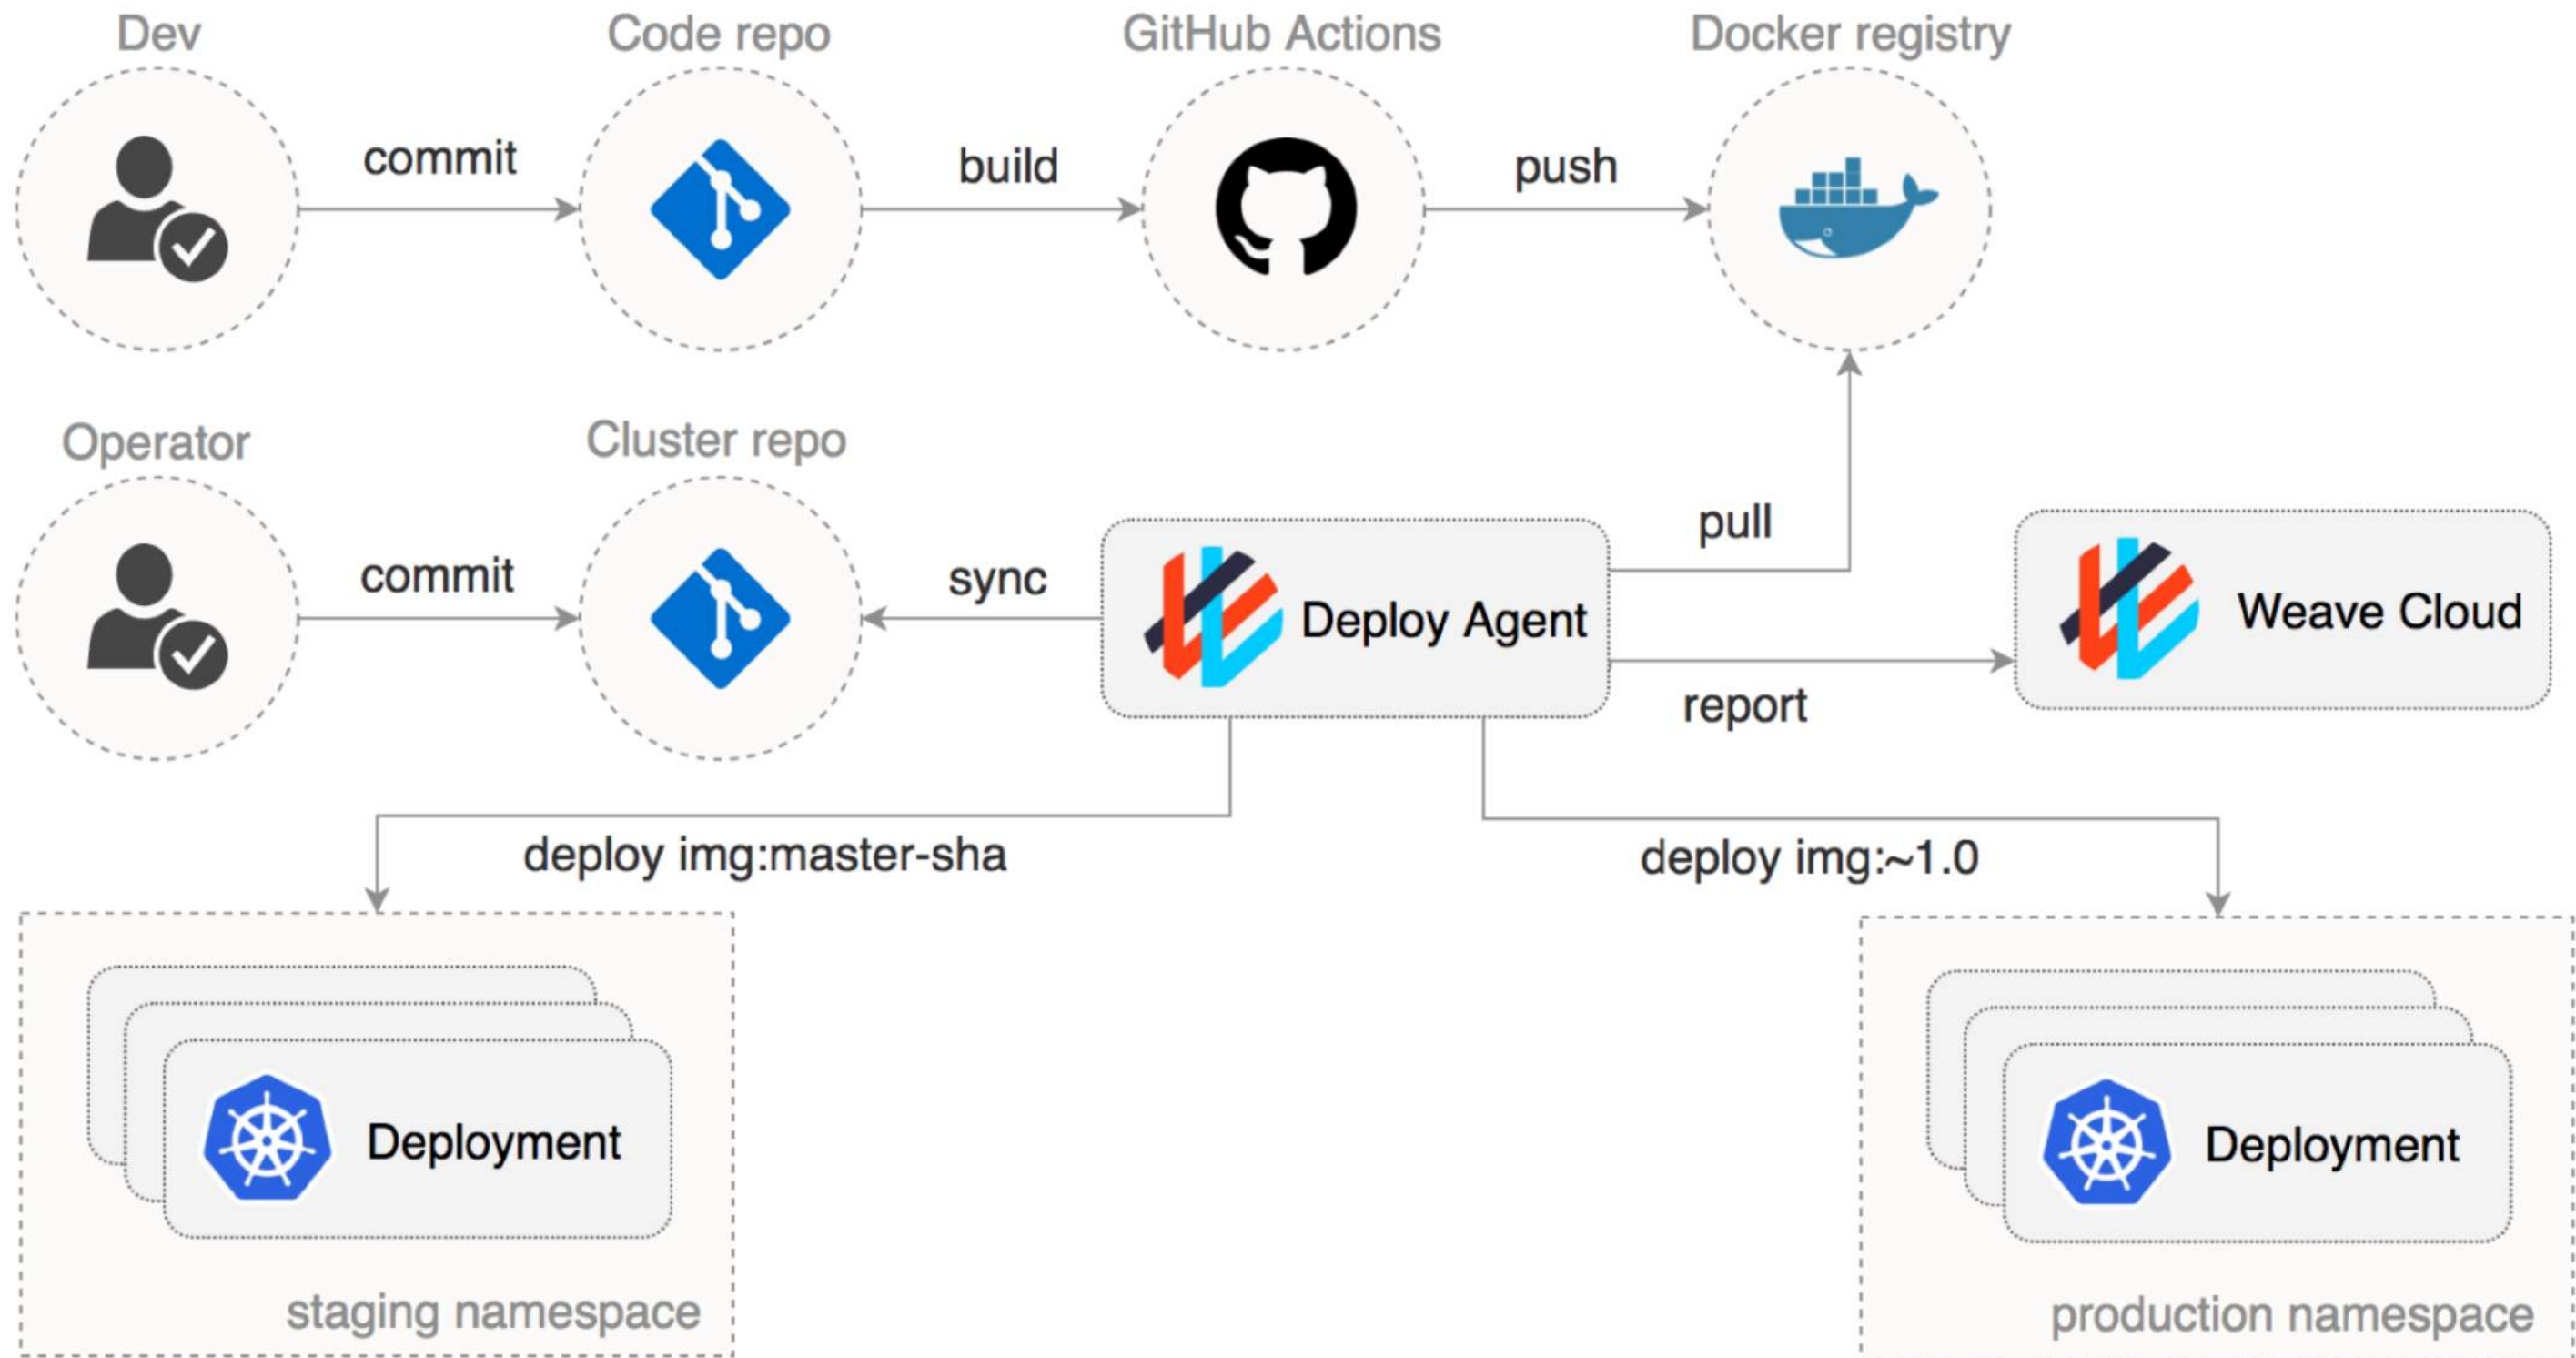 Dev
Code repo
GitHub Actions
Docker registry
commit
build
push
Operator
Cluster repo
commit
sync
Deploy Agent
pull
report
Weave Cloud
deploy img:master-sha
deploy img:~1.0
Deployment
staging namespace
Deployment
production namespace